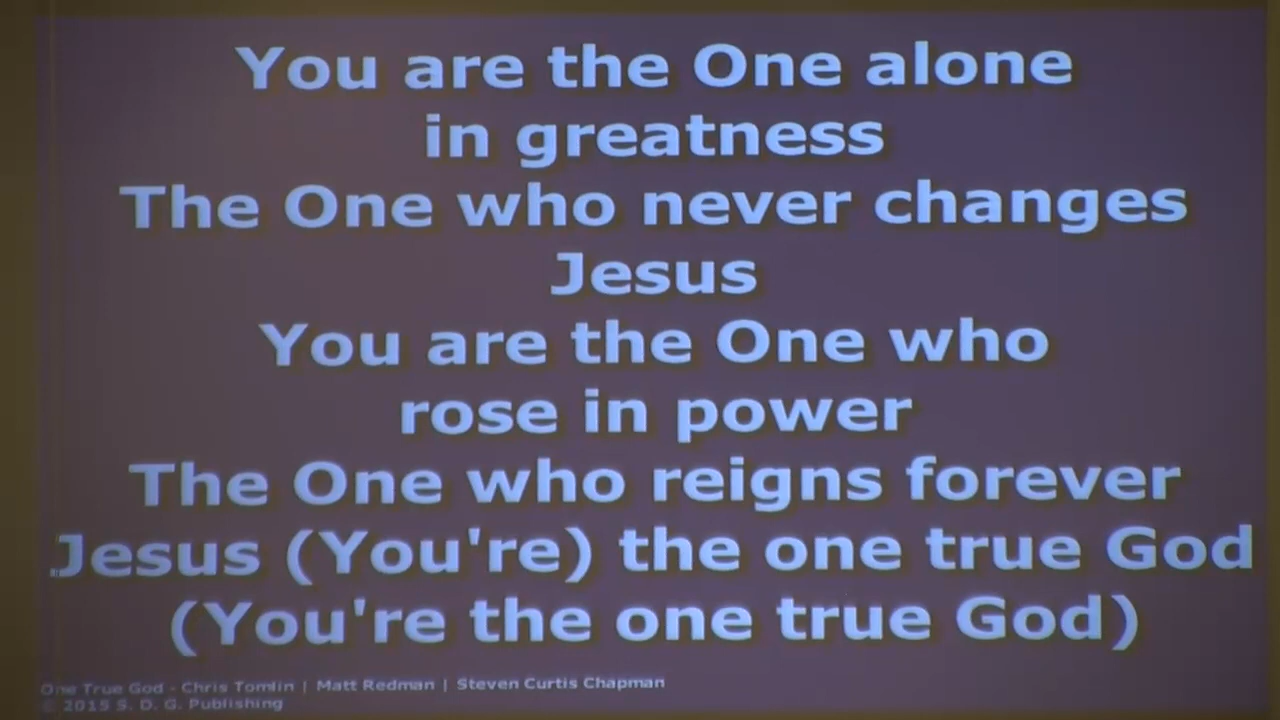 You are the One alone
in greatness
The One who never changes
Jesus
You are the One who
rose in power
The One who reigns forever
Jesus (You're) the one true God
(You're the one true God)
One True God - Chris Tomlin | Matt Redman | Steven Curtis Chapman
© 2015 S. D. G. Publishing